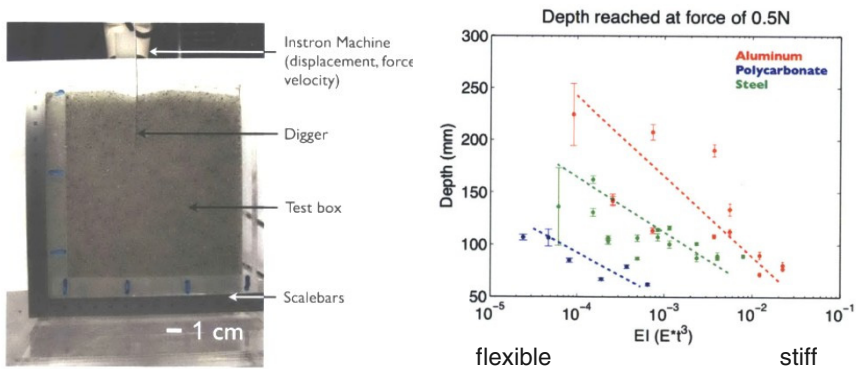 Instron Machine
(displacement, force
velocity)
Digger
Test box
Scalebars
1 cm
Depth reached at force of 0.5N
Aluminum
Polycarbonate
Steel
Depth (mm)
300
250
200
150
100
50
10⁻⁵
10⁻⁴
10⁻³
10⁻²
10⁻¹
EI (E*t³)
flexible
stiff